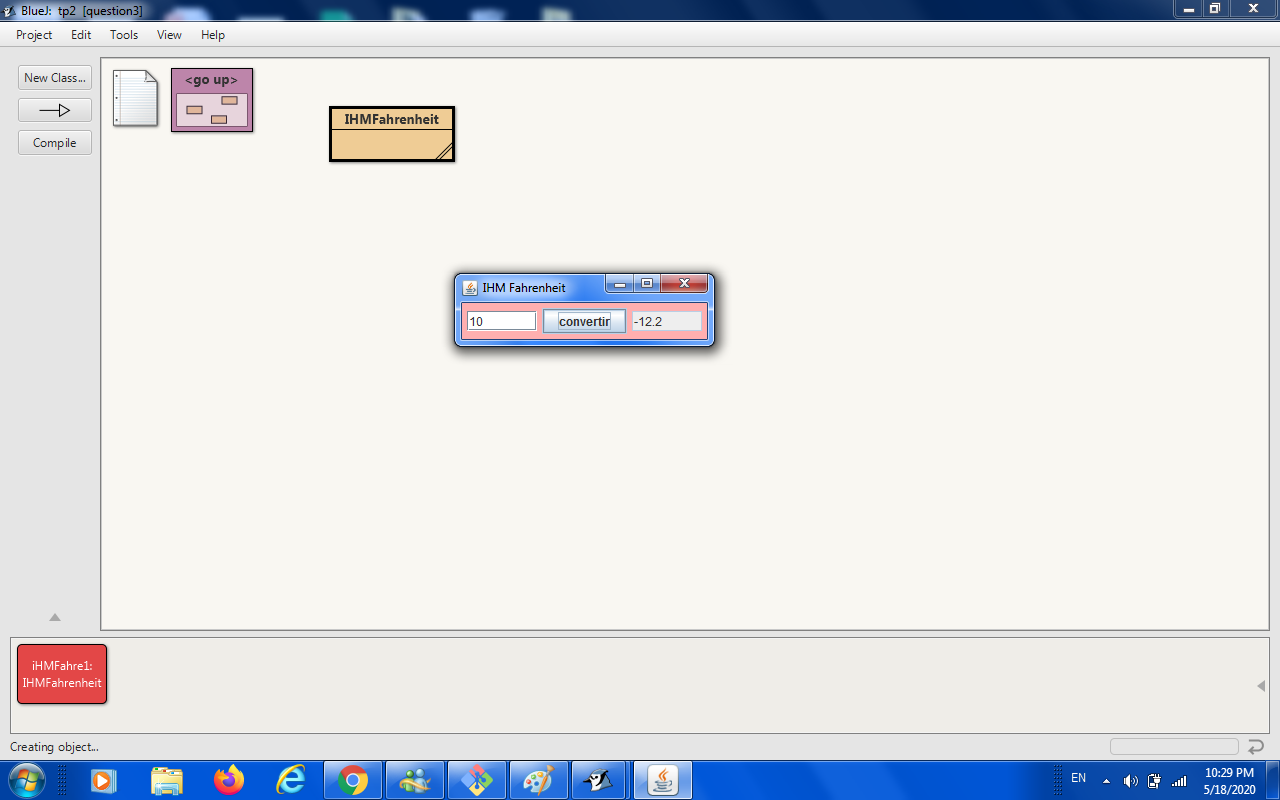 BlueJ: tp2 [question3]
Project Edit Tools View Help
New Class...
Compile
<go up>
IHMFahrenheit
IHM Fahrenheit
10 convertir -12.2
iHMFahre1:
IHMFahrenheit
Creating object...
EN
10:29 PM
5/18/2020